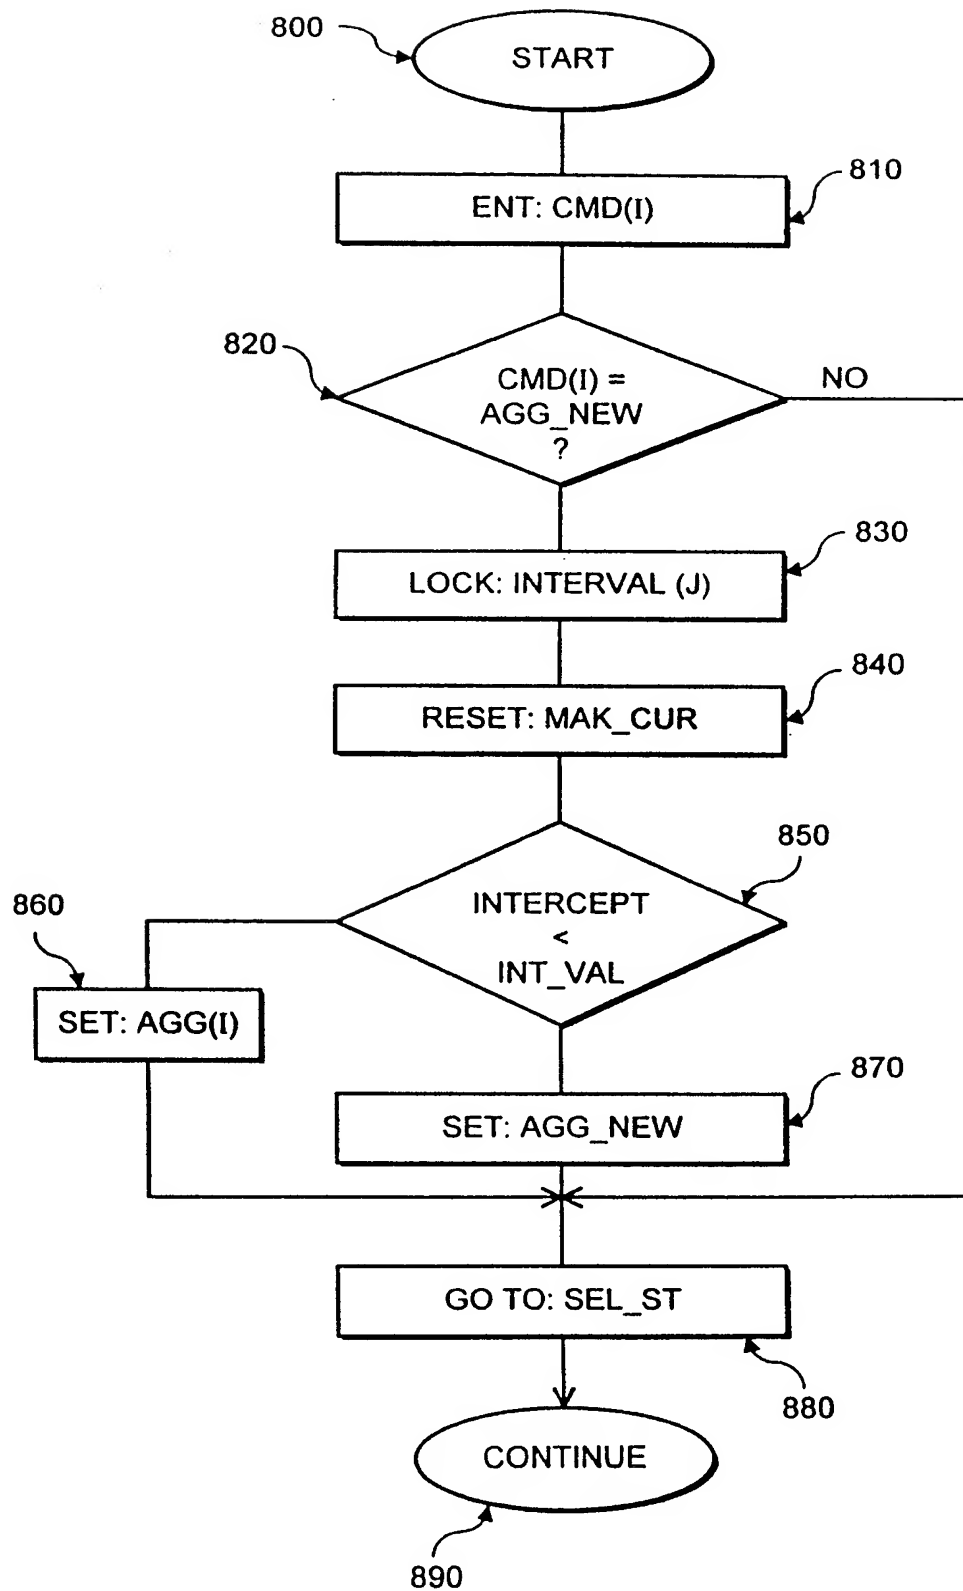 800
START
810
ENT: CMD(I)
820
CMD(I) =
AGG_NEW
?
NO
830
LOCK: INTERVAL (J)
840
RESET: MAK_CUR
850
INTERCEPT
<
INT_VAL
860
SET: AGG(I)
870
SET: AGG_NEW
GO TO: SEL_ST
880
CONTINUE
890